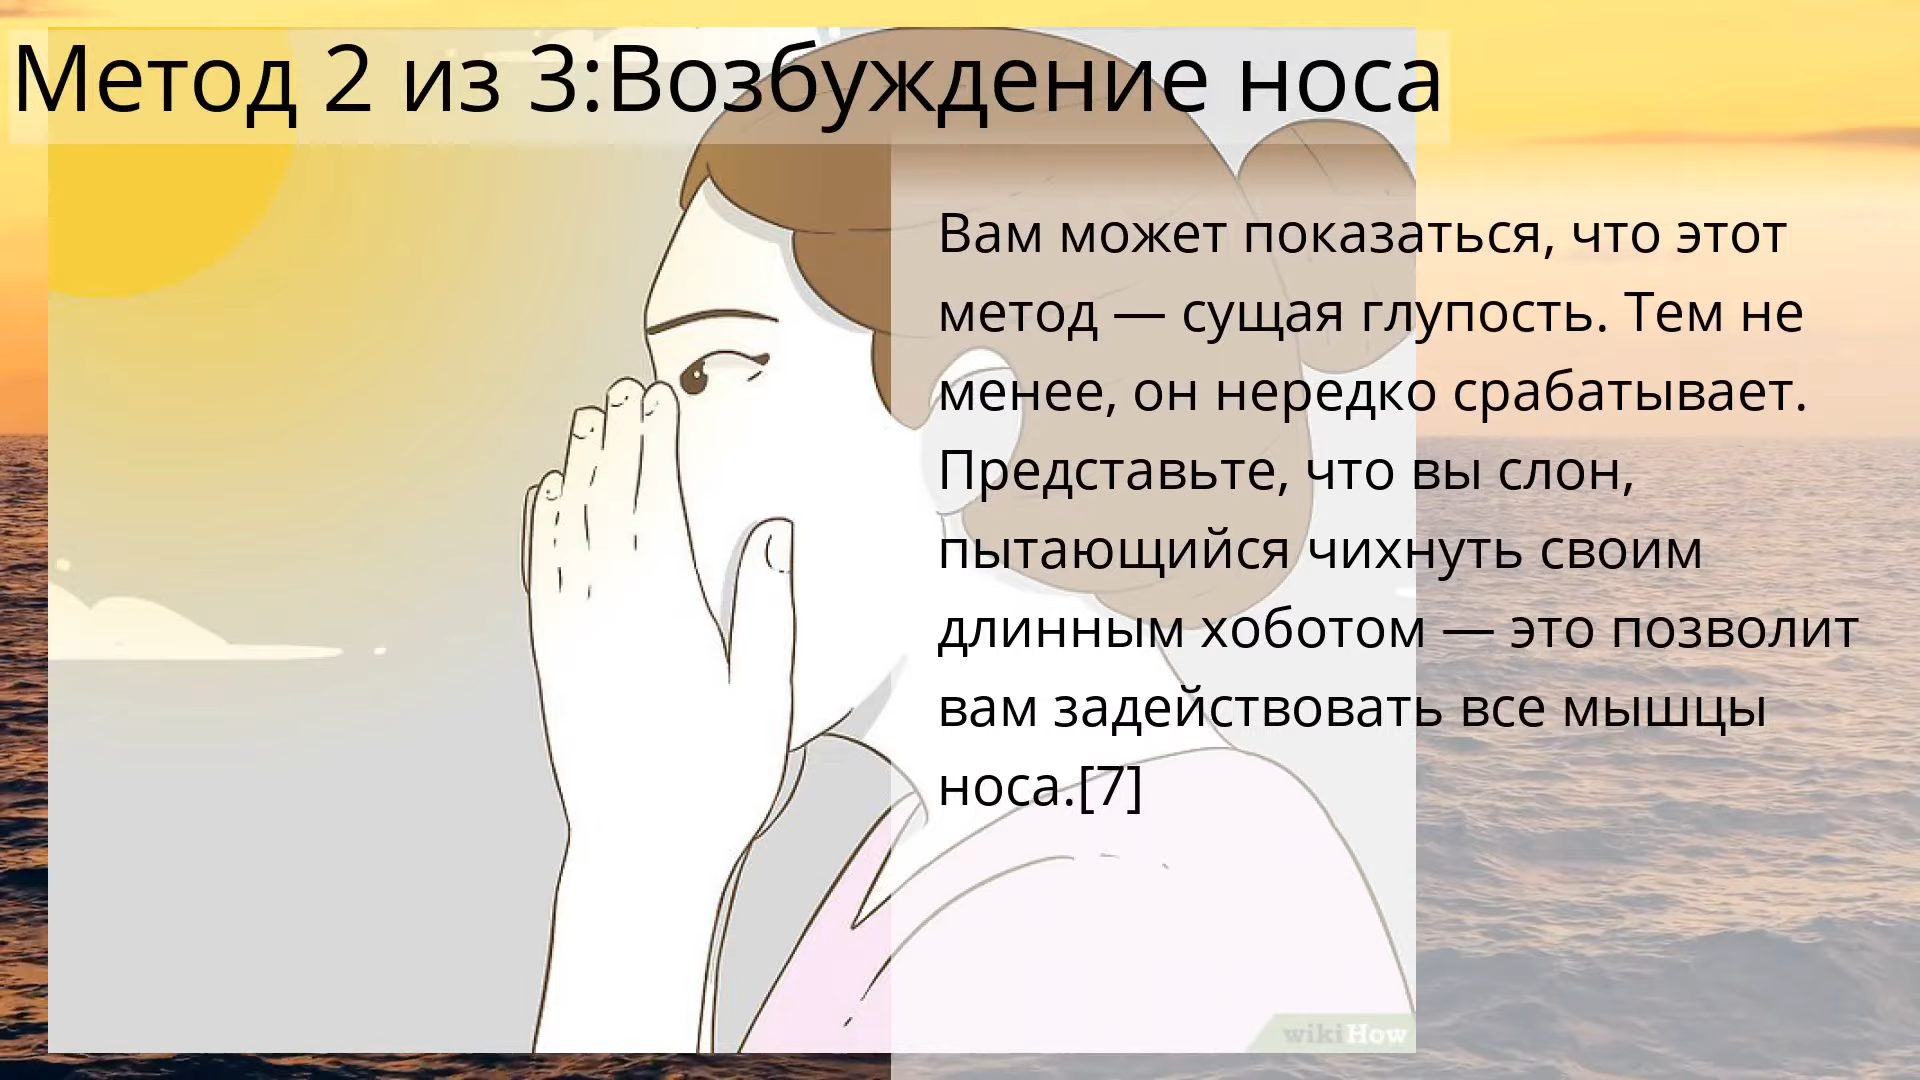 Метод 2 из 3:Возбуждение носа
Вам может показаться, что этот
метод — сущая глупость. Тем не
менее, он нередко срабатывает.
Представьте, что вы слон,
пытающийся чихнуть своим
длинным хоботом — это позволит
вам задействовать все мышцы
носа.[7]
wikiHow